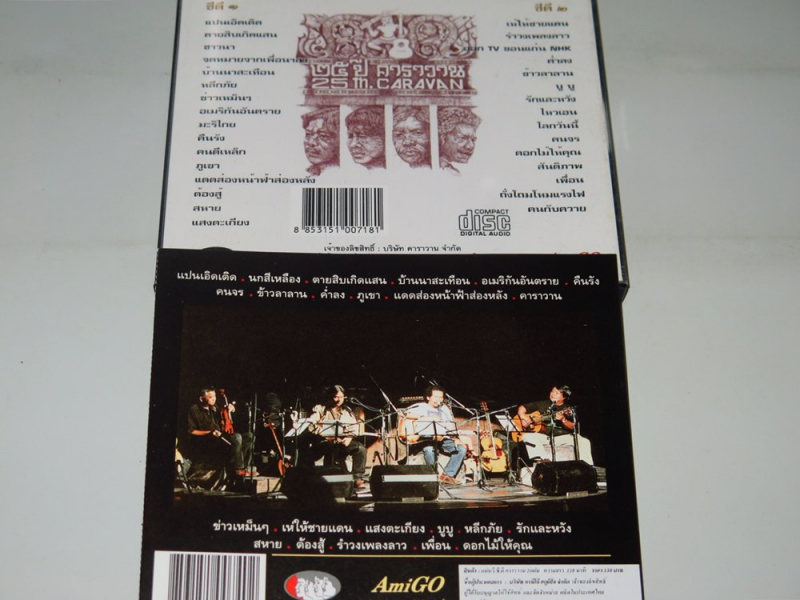 ซีดี ๑
แปนเอิดเติด
ตายสิบเกิดแสน
ชาวนา
จดหมายจากเพื่อนาย
บ้านนาสะเทือน
หลีกภัย
ข่าวเหม็นๆ
อเมริกันอันตราย
มะริโกย
คืนรัง
คนตีเหล็ก
ภูเขา
แดดส่องหน้าฟ้าส่องหลัง
ต้องสู้
สหาย
แสงตะเกียง
๒๕ ปี คาราวาน
25 th. CARAVAN
8 853151 007181
ซีดี ๒
เห่ให้ชายแดน
รำวงเพลงลาว
TV ขอนแก่น NHK
ค่ำลง
ข้าวลาลาน
บู บู
รักและหวัง
โลกวันนี้
คนจร
ดอกไม้ให้คุณ
สันติภาพ
เพื่อน
ถั่งโถมโหมแรงไฟ
คนกับควาย
COMPACT
disc
DIGITAL AUDIO
เจ้าของลิขสิทธิ์ : บริษัท คาราวาน จำกัด
แปนเอิดเติด . นกสีเหลือง . ตายสิบเกิดแสน . บ้านนาสะเทือน . อเมริกันอันตราย . คืนรัง
คนจร . ข้าวลาลาน . ค่ำลง . ภูเขา . แดดส่องหน้าฟ้าส่องหลัง . คาราวาน
ข่าวเหม็นๆ . เห่ให้ชายแดน . แสงตะเกียง . บูบู . หลีกภัย . รักและหวัง
สหาย . ต้องสู้ . รำวงเพลงลาว . เพื่อน . ดอกไม้ให้คุณ
AmiGO